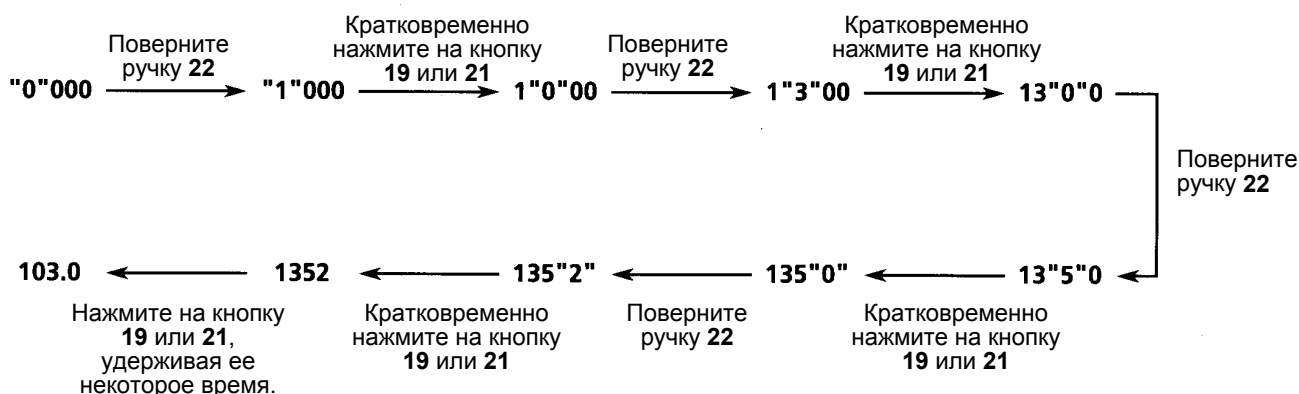 Поверните
ручку 22
Кратковременно
нажмите на кнопку
19 или 21
Поверните
ручку 22
Кратковременно
нажмите на кнопку
19 или 21
"0"000 "1"000 1"0"00 1"3"00 13"0"0
Поверните
ручку 22
103.0 1352 135"2" 135"0" 13"5"0
Нажмите на кнопку
19 или 21,
удерживая ее
некоторое время.
Кратковременно
нажмите на кнопку
19 или 21
Поверните
ручку 22
Кратковременно
нажмите на кнопку
19 или 21